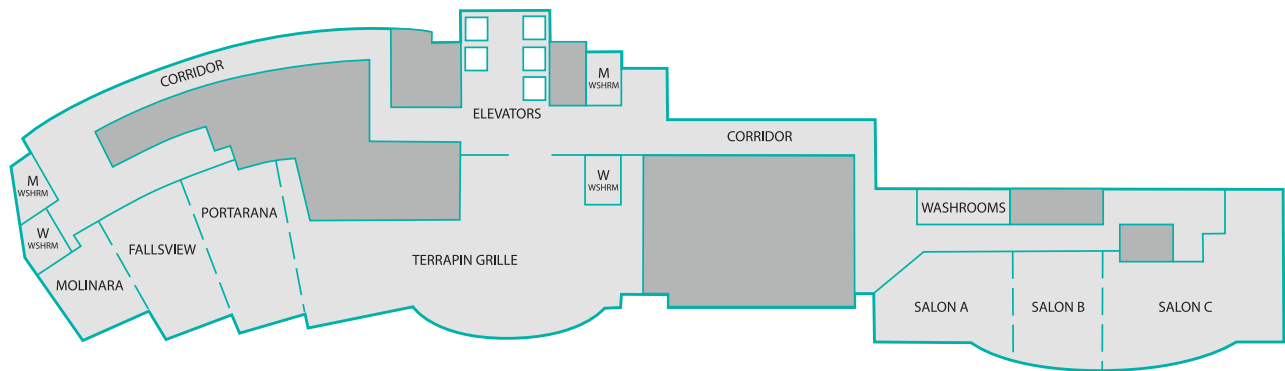 CORRIDOR
M
WSHRM
ELEVATORS
CORRIDOR
M
WSHRM
W
WSHRM
W
WSHRM
PORTARANA
FALLSVIEW
MOLINARA
TERRAPIN GRILLE
WASHROOMS
SALON A
SALON B
SALON C